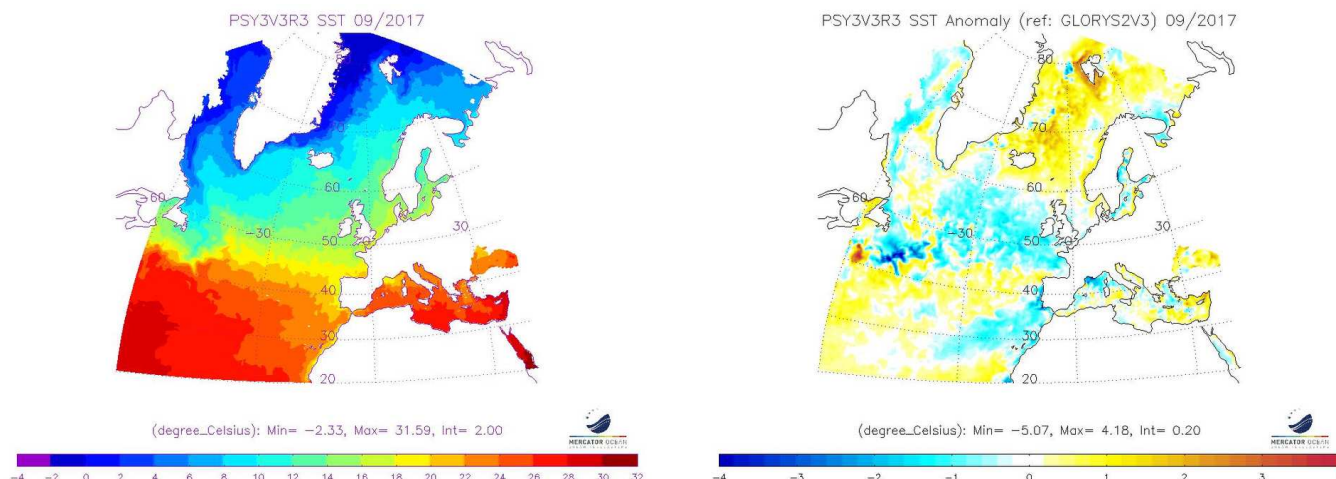 PSY3V3R3 SST 09/2017
80
70
60
-60
-30
50
20
30
40
30
20
(degree_Celsius): Min= -2.33, Max= 31.59, Int= 2.00
MERCATOR OCEAN
-4 -2 0 2 4 6 8 10 12 14 16 18 20 22 24 26 28 30 32
PSY3V3R3 SST Anomaly (ref: GLORYS2V3) 09/2017
80
70
60
-60
-30
50
30
40
30
20
(degree_Celsius): Min= -5.07, Max= 4.18, Int= 0.20
MERCATOR OCEAN
-4 -3 -2 -1 0 1 2 3